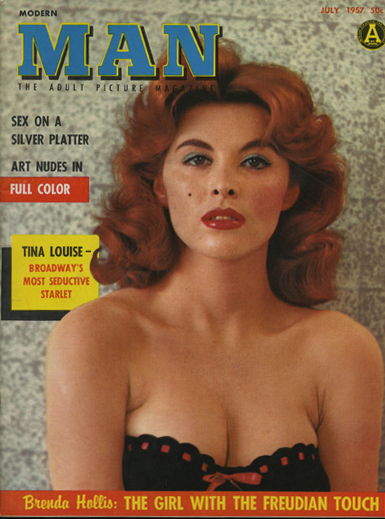 MODERN
MAN
JULY 1957 50¢
A
THE ADULT PICTURE MAGAZINE
SEX ON A
SILVER PLATTER
ART NUDES IN
FULL COLOR
TINA LOUISE –
BROADWAY'S
MOST SEDUCTIVE
STARLET
Brenda Hollis: THE GIRL WITH THE FREUDIAN TOUCH